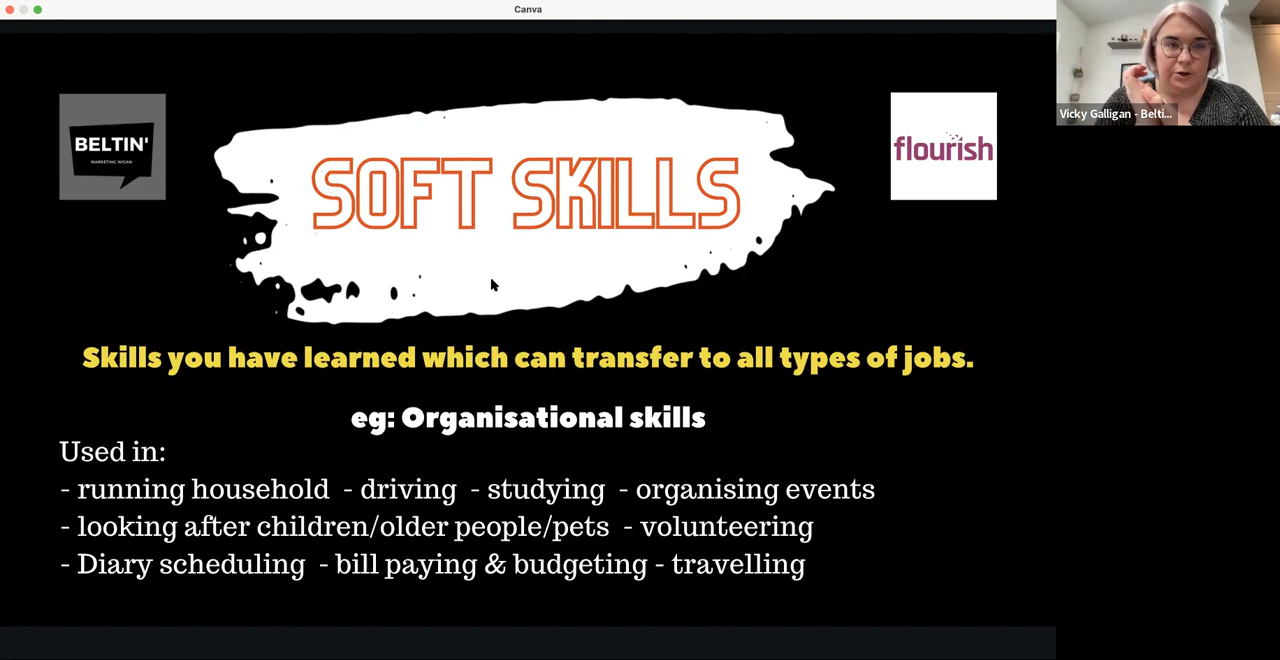 Canva
BELTIN'
MARKETING WIGAN
SOFT SKILLS
flourish
Vicky Galligan - Belti...
Skills you have learned which can transfer to all types of jobs.
eg: Organisational skills
Used in:
- running household - driving - studying - organising events
- looking after children/older people/pets - volunteering
- Diary scheduling - bill paying & budgeting - travelling